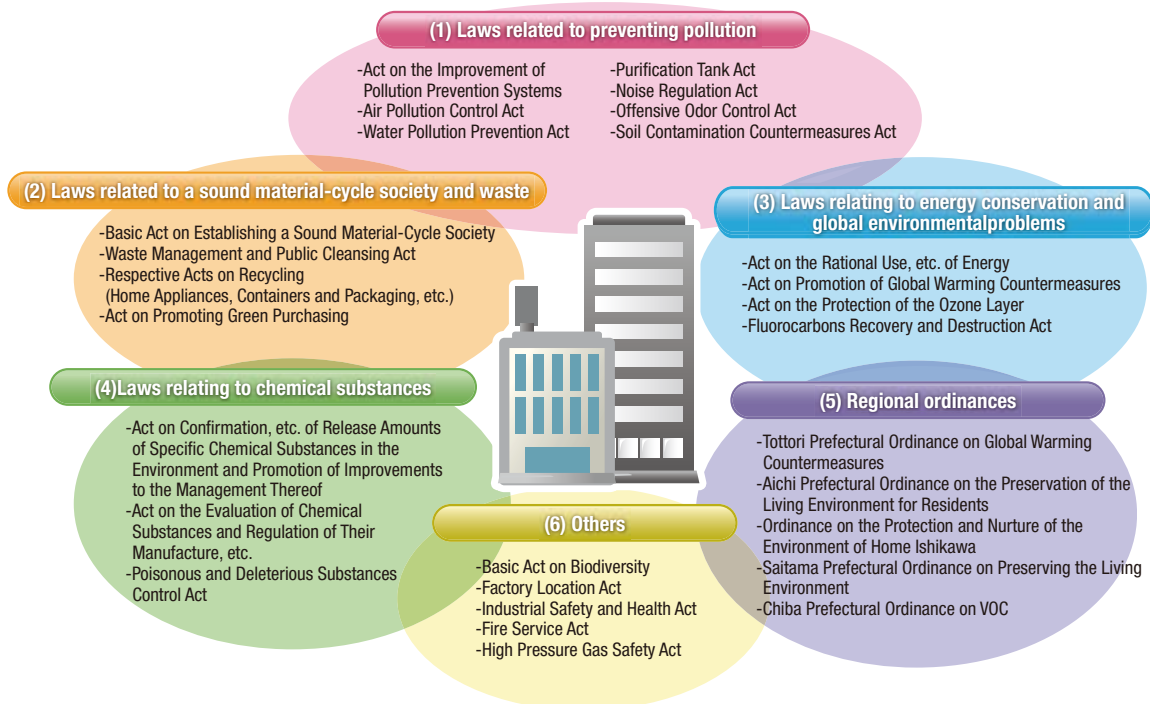 (1) Laws related to preventing pollution
-Act on the Improvement of
Pollution Prevention Systems
-Air Pollution Control Act
-Water Pollution Prevention Act
-Purification Tank Act
-Noise Regulation Act
-Offensive Odor Control Act
-Soil Contamination Countermeasures Act
(2) Laws related to a sound material-cycle society and waste
-Basic Act on Establishing a Sound Material-Cycle Society
-Waste Management and Public Cleansing Act
-Respective Acts on Recycling
(Home Appliances, Containers and Packaging, etc.)
-Act on Promoting Green Purchasing
(3) Laws relating to energy conservation and
global environmentalproblems
-Act on the Rational Use, etc. of Energy
-Act on Promotion of Global Warming Countermeasures
-Act on the Protection of the Ozone Layer
-Fluorocarbons Recovery and Destruction Act
(4)Laws relating to chemical substances
-Act on Confirmation, etc. of Release Amounts
of Specific Chemical Substances in the
Environment and Promotion of Improvements
to the Management Thereof
-Act on the Evaluation of Chemical
Substances and Regulation of Their
Manufacture, etc.
-Poisonous and Deleterious Substances
Control Act
(5) Regional ordinances
-Tottori Prefectural Ordinance on Global Warming
Countermeasures
-Aichi Prefectural Ordinance on the Preservation of the
Living Environment for Residents
-Ordinance on the Protection and Nurture of the
Environment of Home Ishikawa
-Saitama Prefectural Ordinance on Preserving the Living
Environment
-Chiba Prefectural Ordinance on VOC
(6) Others
-Basic Act on Biodiversity
-Factory Location Act
-Industrial Safety and Health Act
-Fire Service Act
-High Pressure Gas Safety Act